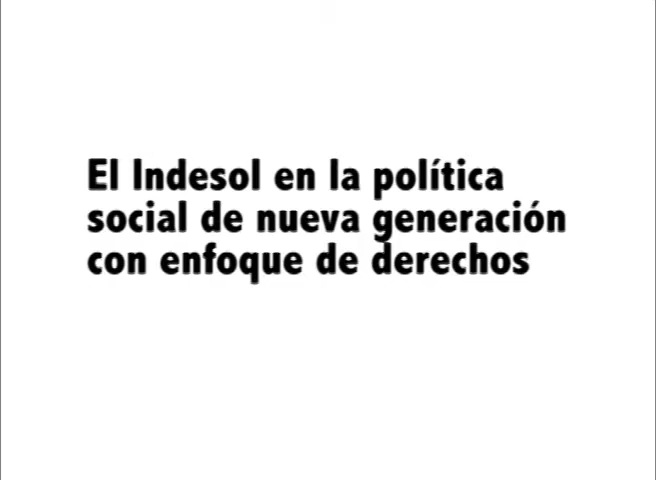 El Indesol en la política
social de nueva generación
con enfoque de derechos